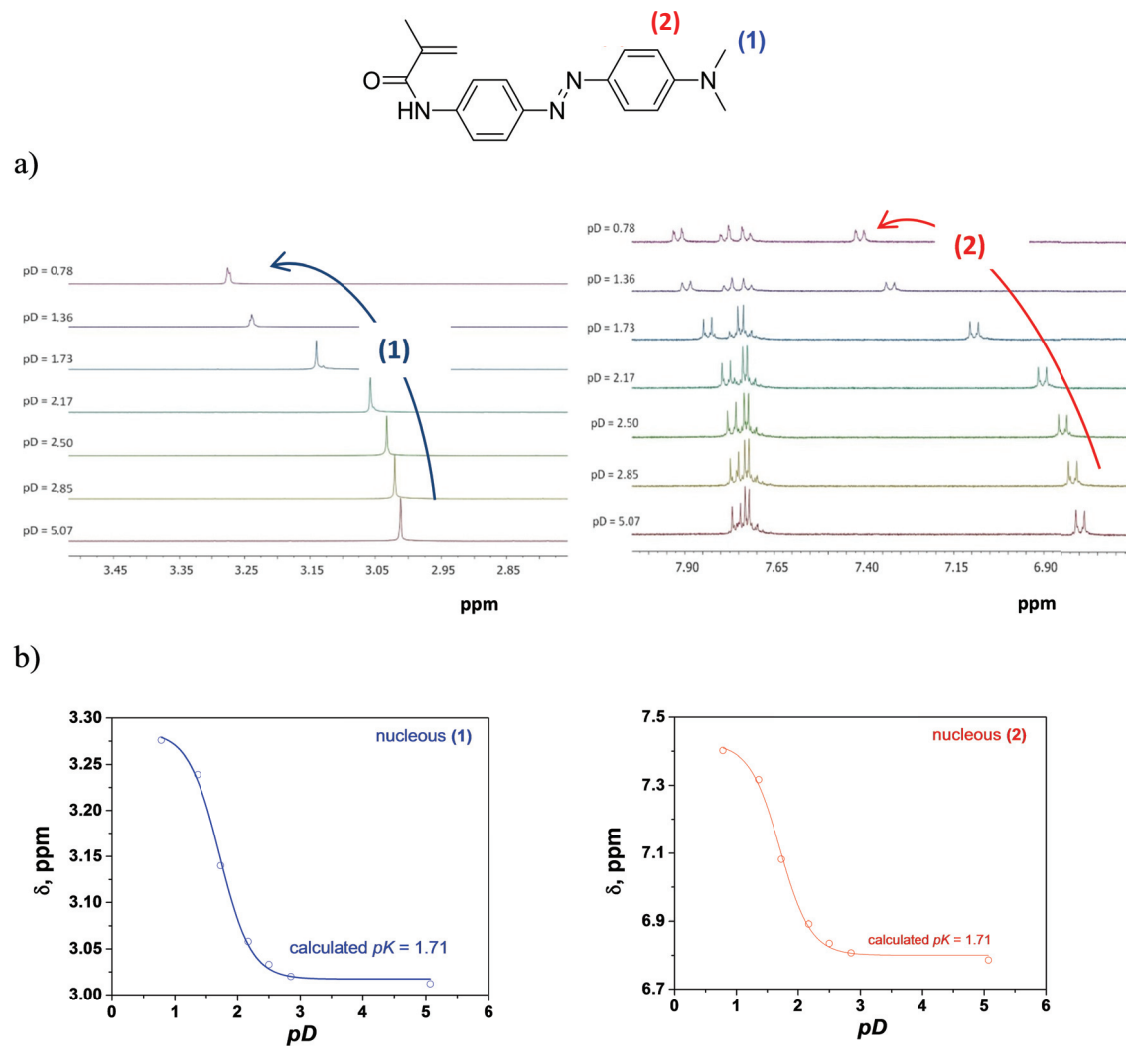 (2)
(1)
O
HN
N
N
N
a)
pD = 0.78
pD = 1.36
pD = 1.73
pD = 2.17
pD = 2.50
pD = 2.85
pD = 5.07
(1)
3.45 3.35 3.25 3.15 3.05 2.95 2.85
ppm
pD = 0.78
pD = 1.36
pD = 1.73
pD = 2.17
pD = 2.50
pD = 2.85
pD = 5.07
(2)
7.90 7.65 7.40 7.15 6.90
ppm
b)
3.30
3.25
3.20
3.15
3.10
3.05
3.00
δ, ppm
nucleous (1)
calculated pK = 1.71
0 1 2 3 4 5 6
pD
7.5
7.3
7.1
6.9
6.7
δ, ppm
nucleous (2)
calculated pK = 1.71
0 1 2 3 4 5 6
pD